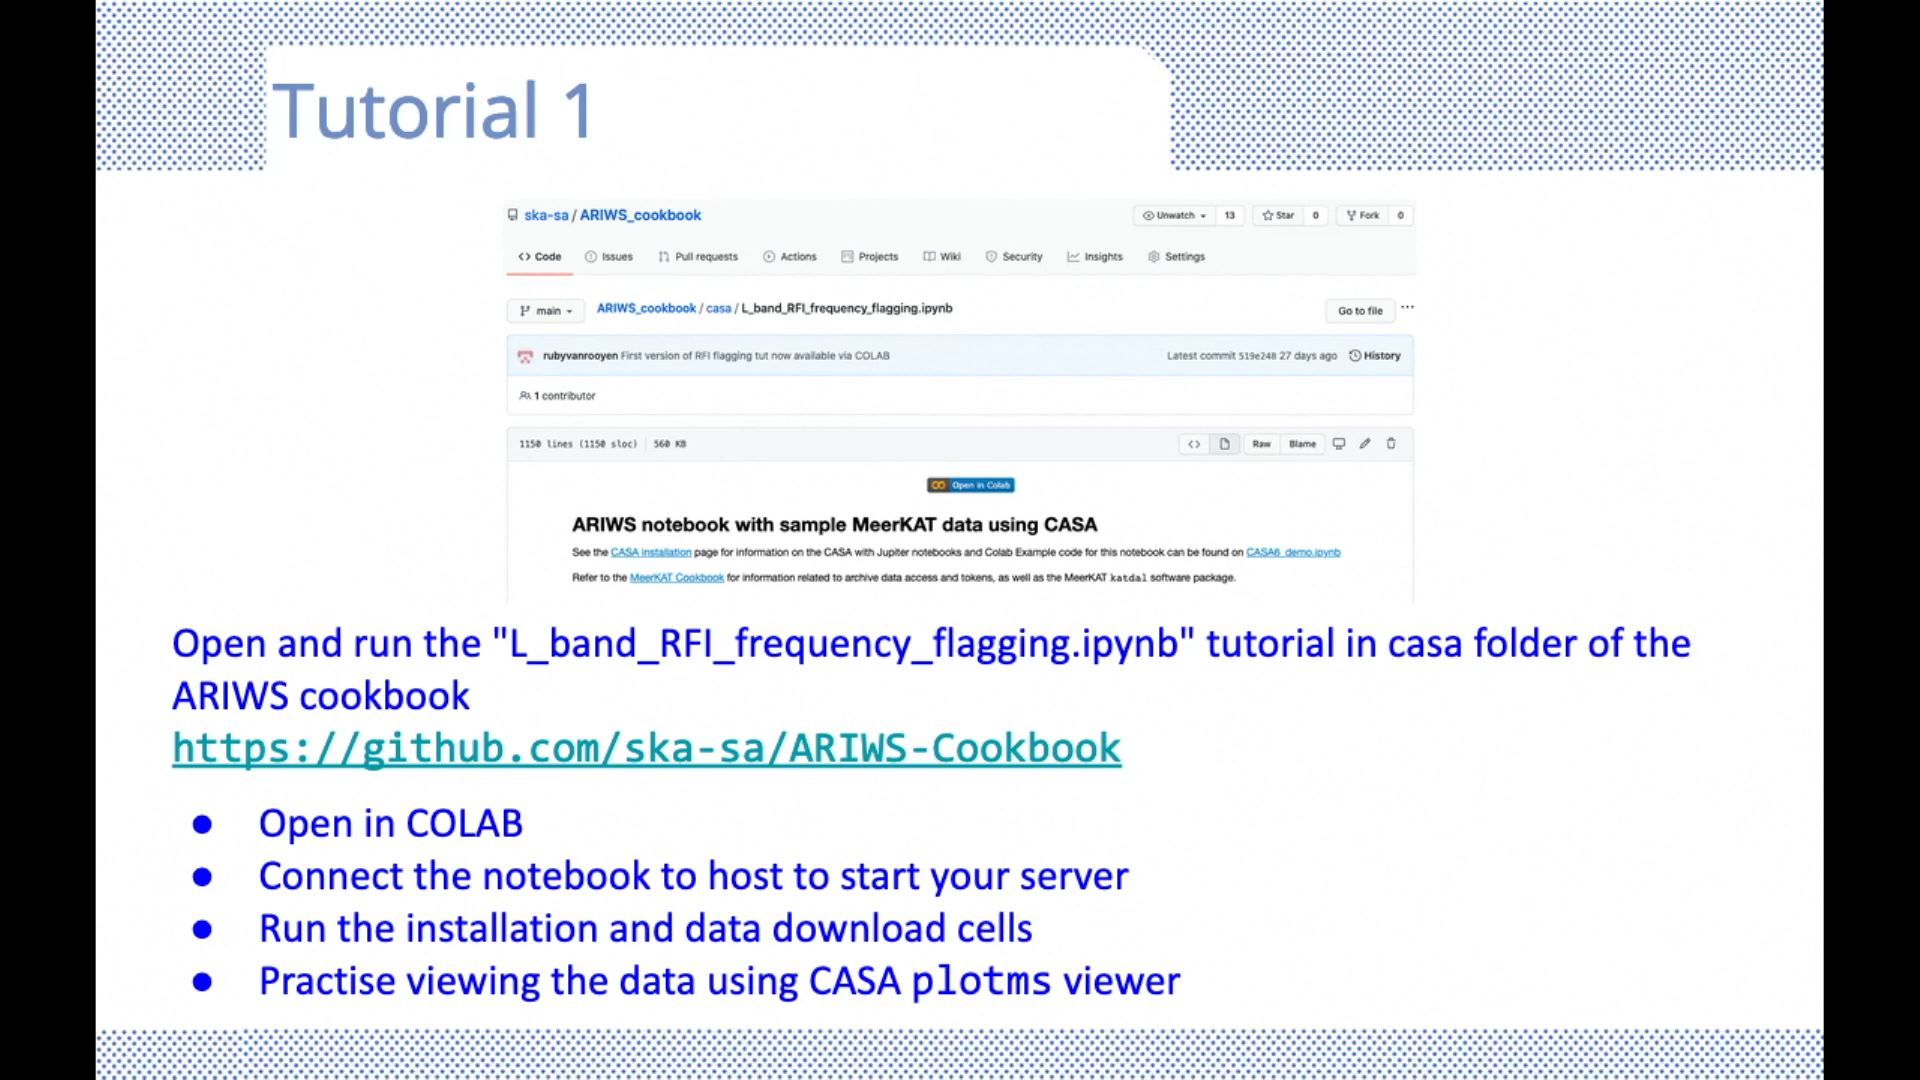 Tutorial 1
ska-sa / ARIWS_cookbook
Unwatch 13 Star 0 Fork 0
Code Issues Pull requests Actions Projects Wiki Security Insights Settings
main ARIWS_cookbook / casa / L_band_RFI_frequency_flagging.ipynb Go to file ...
rubyvanrooyen First version of RFI flagging tut now available via COLAB Latest commit 519e248 27 days ago History
1 contributor
1150 lines (1150 sloc) 560 KB <> Raw Blame
Open in Colab
ARIWS notebook with sample MeerKAT data using CASA
See the CASA installation page for information on the CASA with Jupiter notebooks and Colab Example code for this notebook can be found on CASA6_demo.ipynb
Refer to the MeerKAT Cookbook for information related to archive data access and tokens, as well as the MeerKAT katdal software package.
Open and run the "L_band_RFI_frequency_flagging.ipynb" tutorial in casa folder of the
ARIWS cookbook
https://github.com/ska-sa/ARIWS-Cookbook
● Open in COLAB
● Connect the notebook to host to start your server
● Run the installation and data download cells
● Practise viewing the data using CASA plotms viewer